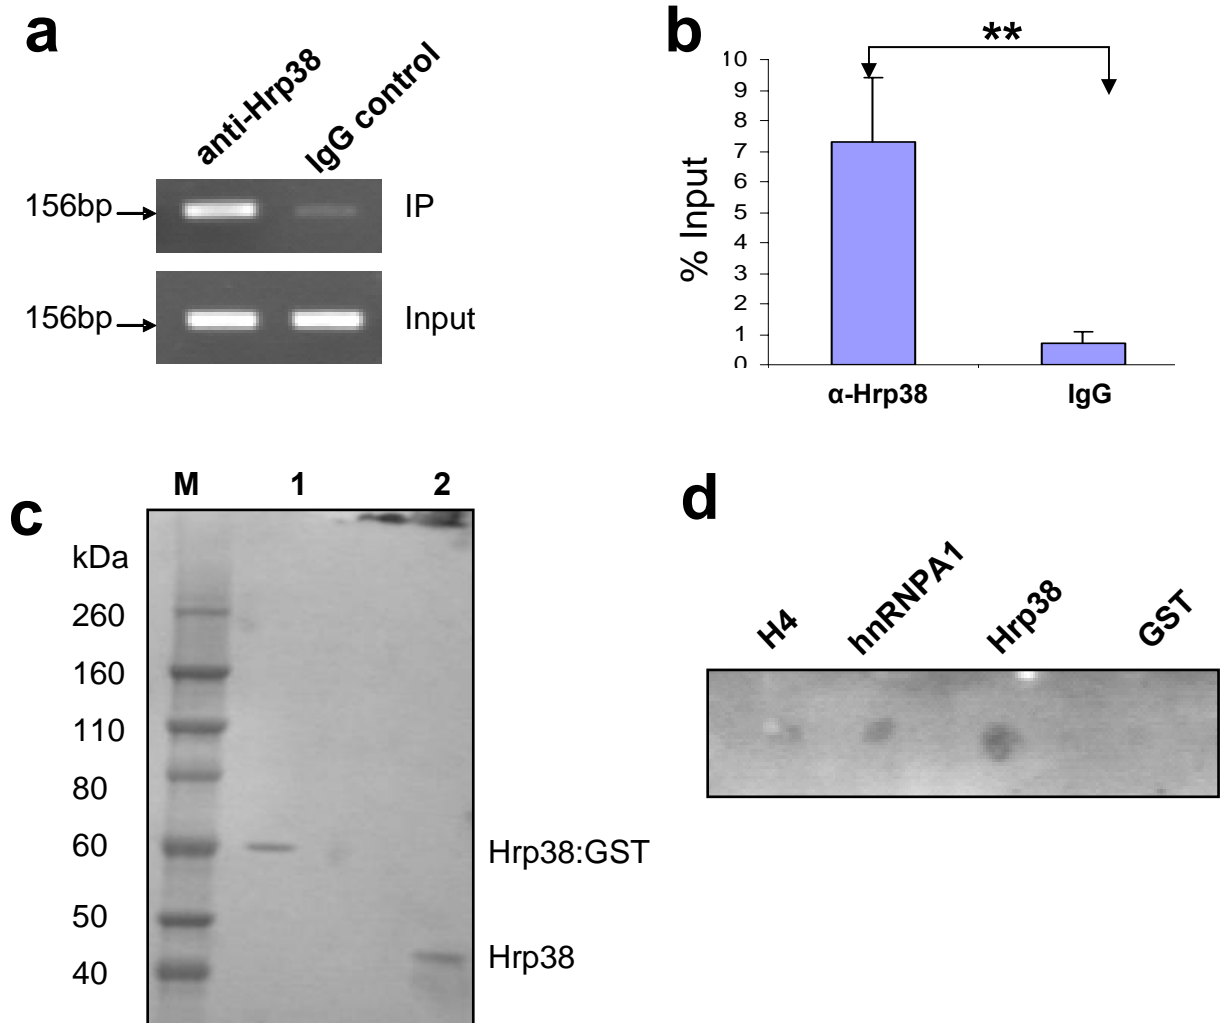 a
anti-Hrp38
IgG control
156bp
IP
156bp
Input
b
**
10
9
8
7
6
5
4
3
2
1
0
% Input
α-Hrp38
IgG
c
M 1 2
kDa
260
160
110
80
60
50
40
Hrp38:GST
Hrp38
d
H4
hnRNPA1
Hrp38
GST